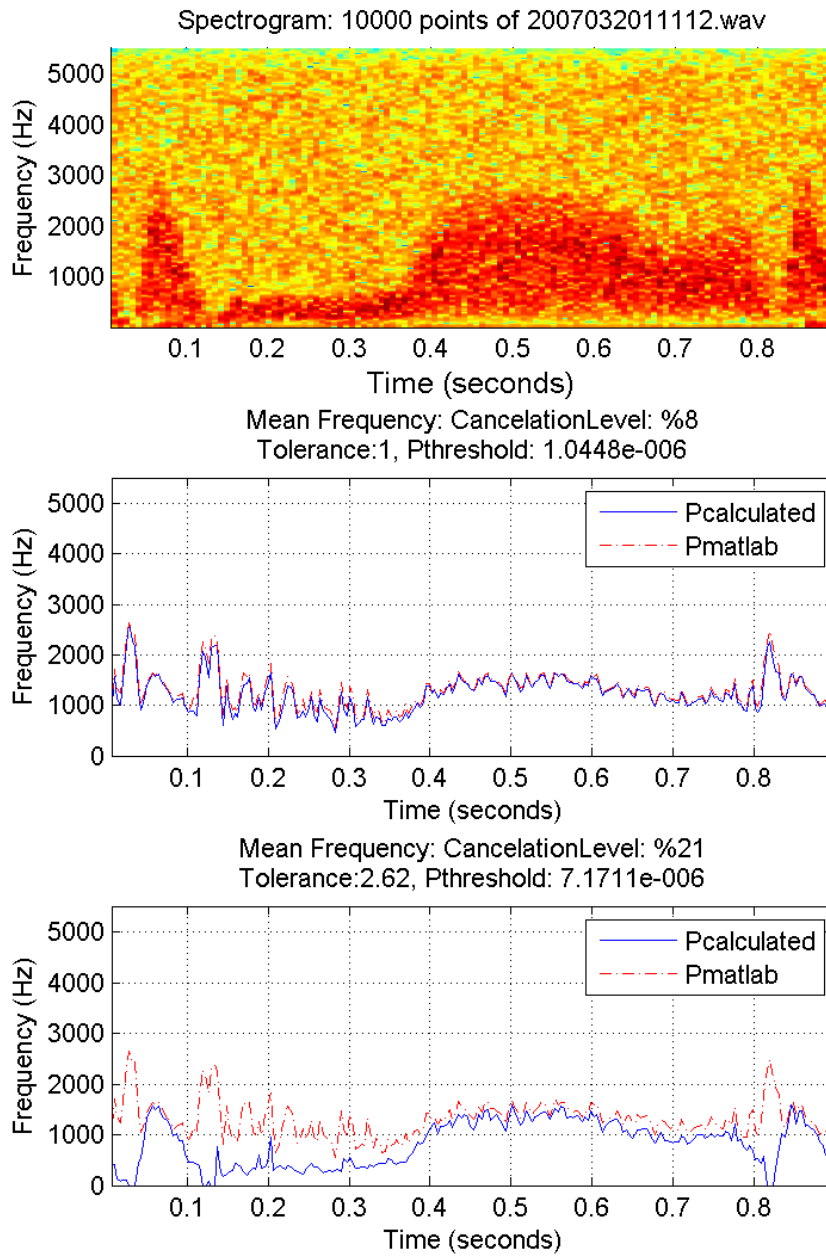 Spectrogram: 10000 points of 2007032011112.wav
Frequency (Hz)
5000
4000
3000
2000
1000
0.1 0.2 0.3 0.4 0.5 0.6 0.7 0.8
Time (seconds)
Mean Frequency: CancelationLevel: %8
Tolerance:1, Pthreshold: 1.0448e-006
Frequency (Hz)
5000
4000
3000
2000
1000
0
Pcalculated
Pmatlab
0.1 0.2 0.3 0.4 0.5 0.6 0.7 0.8
Time (seconds)
Mean Frequency: CancelationLevel: %21
Tolerance:2.62, Pthreshold: 7.1711e-006
Frequency (Hz)
5000
4000
3000
2000
1000
0
Pcalculated
Pmatlab
0.1 0.2 0.3 0.4 0.5 0.6 0.7 0.8
Time (seconds)